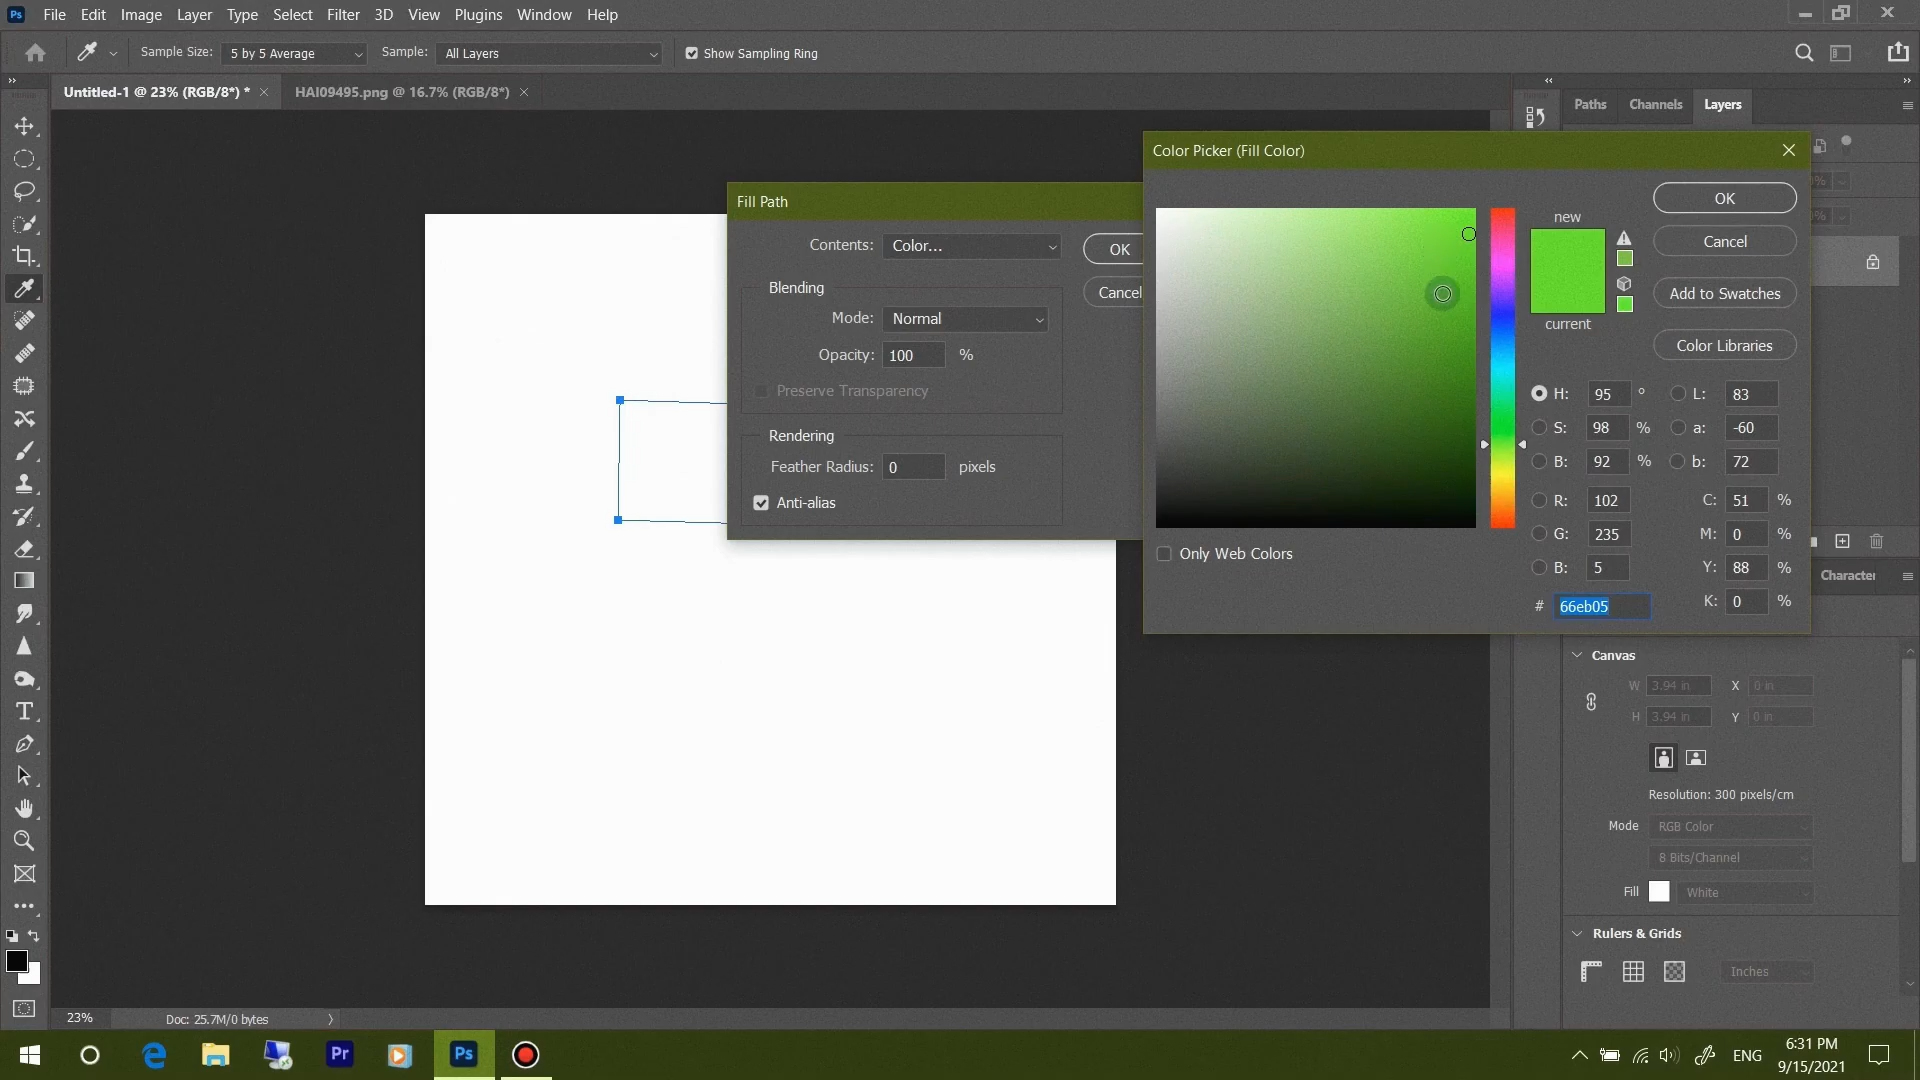 Ps File Edit Image Layer Type Select Filter 3D View Plugins Window Help
Sample Size: 5 by 5 Average Sample: All Layers Show Sampling Ring
Untitled-1 @ 23% (RGB/8*) * HAI09495.png @ 16.7% (RGB/8*)
Paths Channels Layers
Color Picker (Fill Color)
Fill Path
Contents: Color... OK
Cancel
Blending
Mode: Normal
Opacity: 100 %
Preserve Transparency
Rendering
Feather Radius: 0 pixels
Anti-alias
new
current
OK
Cancel
Add to Swatches
Color Libraries
H: 95 ° L: 83
S: 98 % a: -60
B: 92 % b: 72
R: 102 C: 51 %
G: 235 M: 0 %
B: 5 Y: 88 %
# 66eb05 K: 0 %
Only Web Colors
Character
Canvas
W 3.94 in X 0 in
H 3.94 in Y 0 in
Resolution: 300 pixels/cm
Mode RGB Color
8 Bits/Channel
Fill White
Rulers & Grids
Inches
23% Doc: 25.7M/0 bytes
Pr Ps
ENG
6:31 PM
9/15/2021